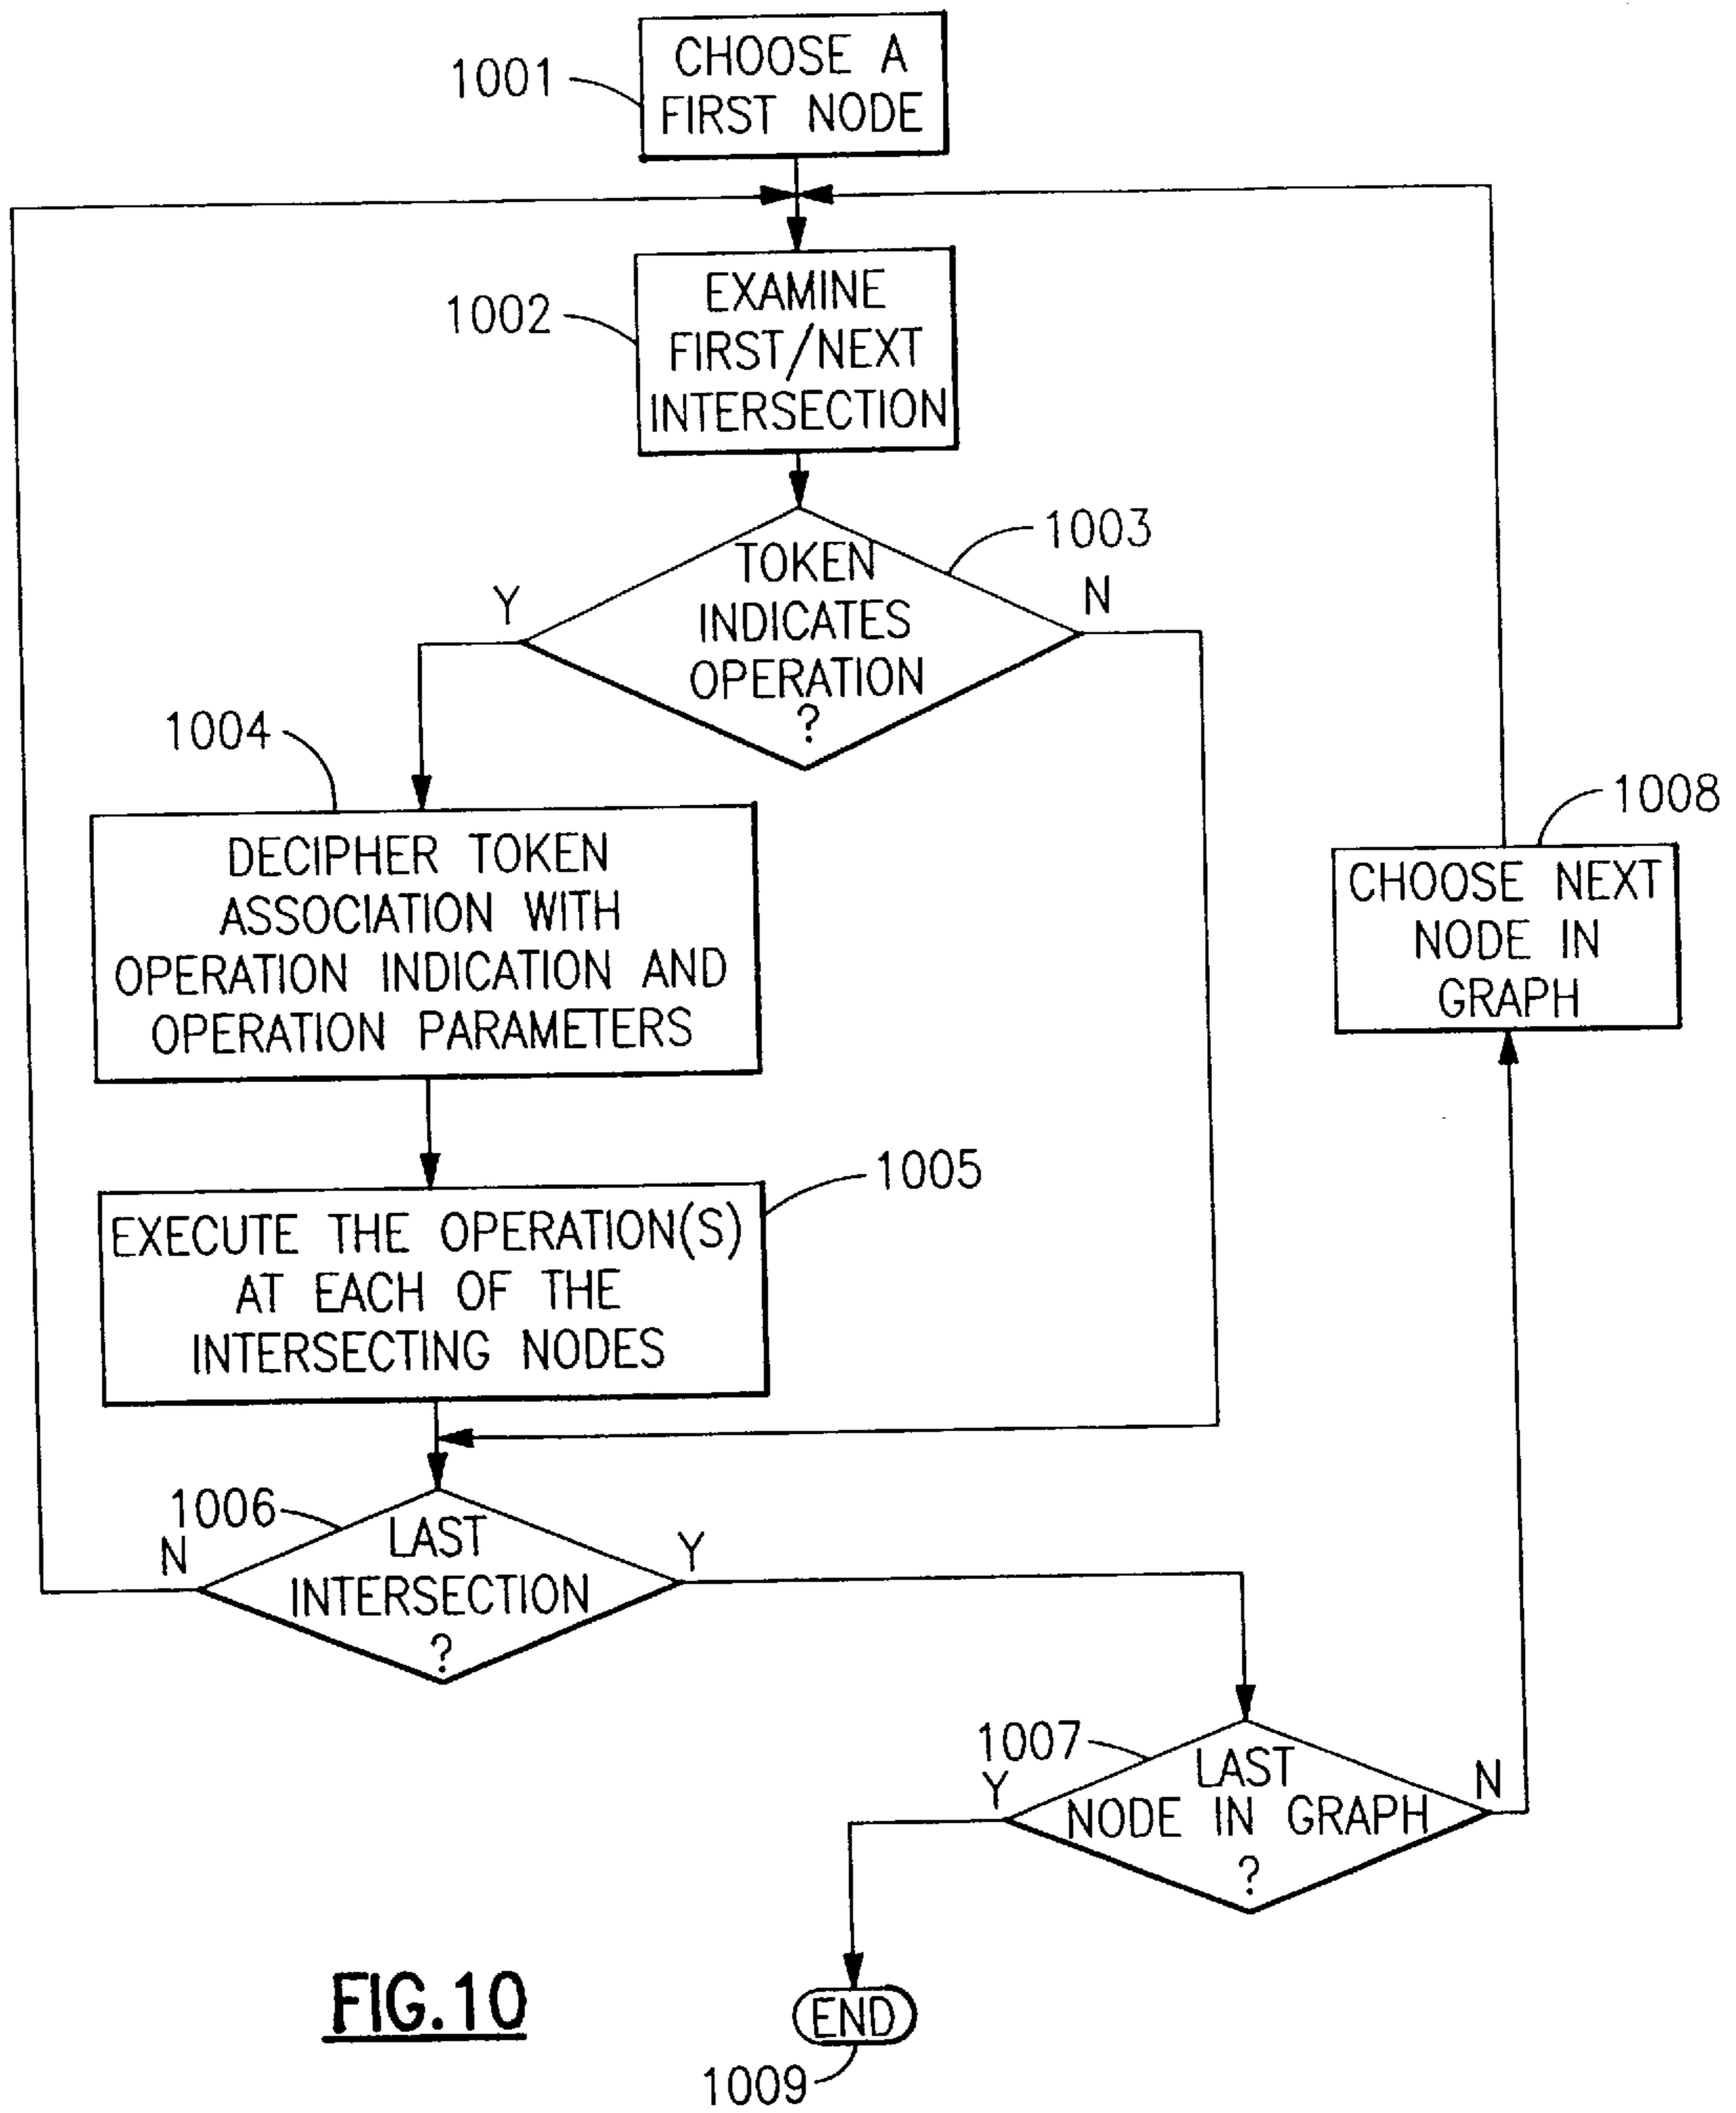 CHOOSE A
FIRST NODE
1001
EXAMINE
FIRST/NEXT
INTERSECTION
1002
TOKEN
INDICATES
OPERATION
?
1003
Y
N
1004
DECIPHER TOKEN
ASSOCIATION WITH
OPERATION INDICATION AND
OPERATION PARAMETERS
1008
CHOOSE NEXT
NODE IN
GRAPH
1005
EXECUTE THE OPERATION(S)
AT EACH OF THE
INTERSECTING NODES
1006
N
LAST
INTERSECTION
?
Y
1007
Y
LAST
NODE IN GRAPH
?
N
END
1009
FIG.10